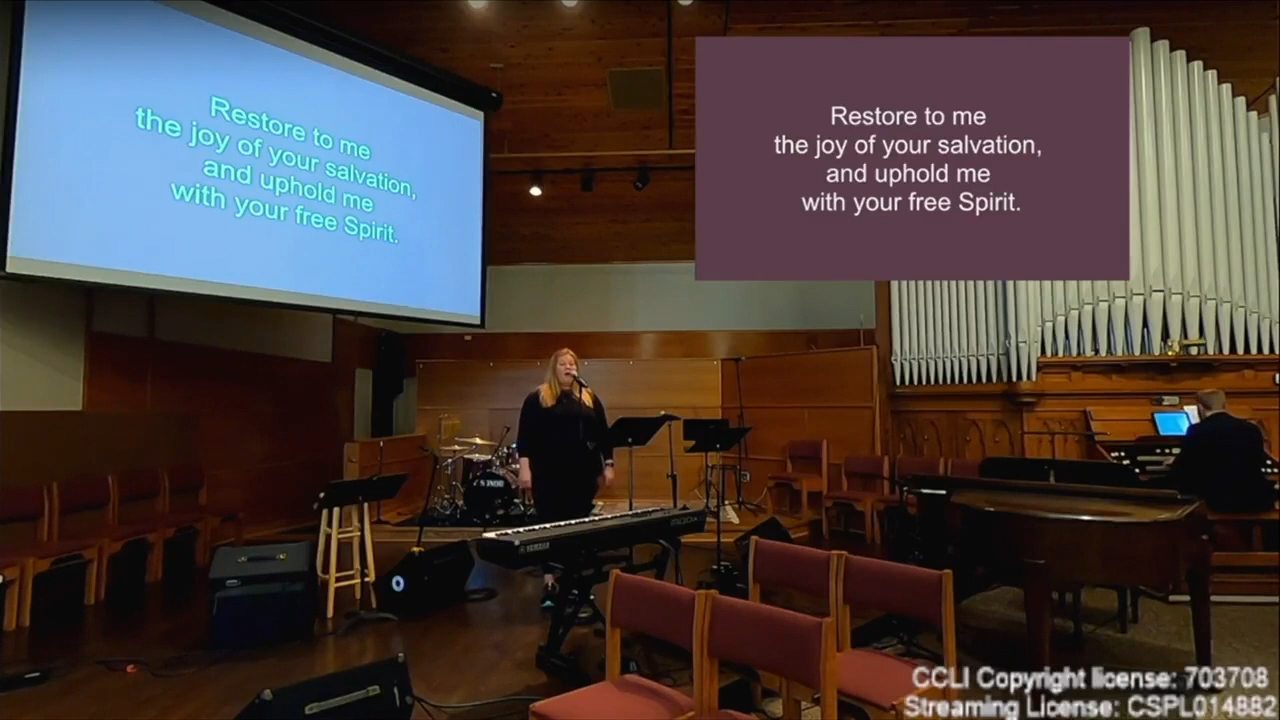 Restore to me
the joy of your salvation,
and uphold me
with your free Spirit.
Restore to me
the joy of your salvation,
and uphold me
with your free Spirit.
YAMAHA
CCLI Copyright license: 703708
Streaming License: CSPL014882